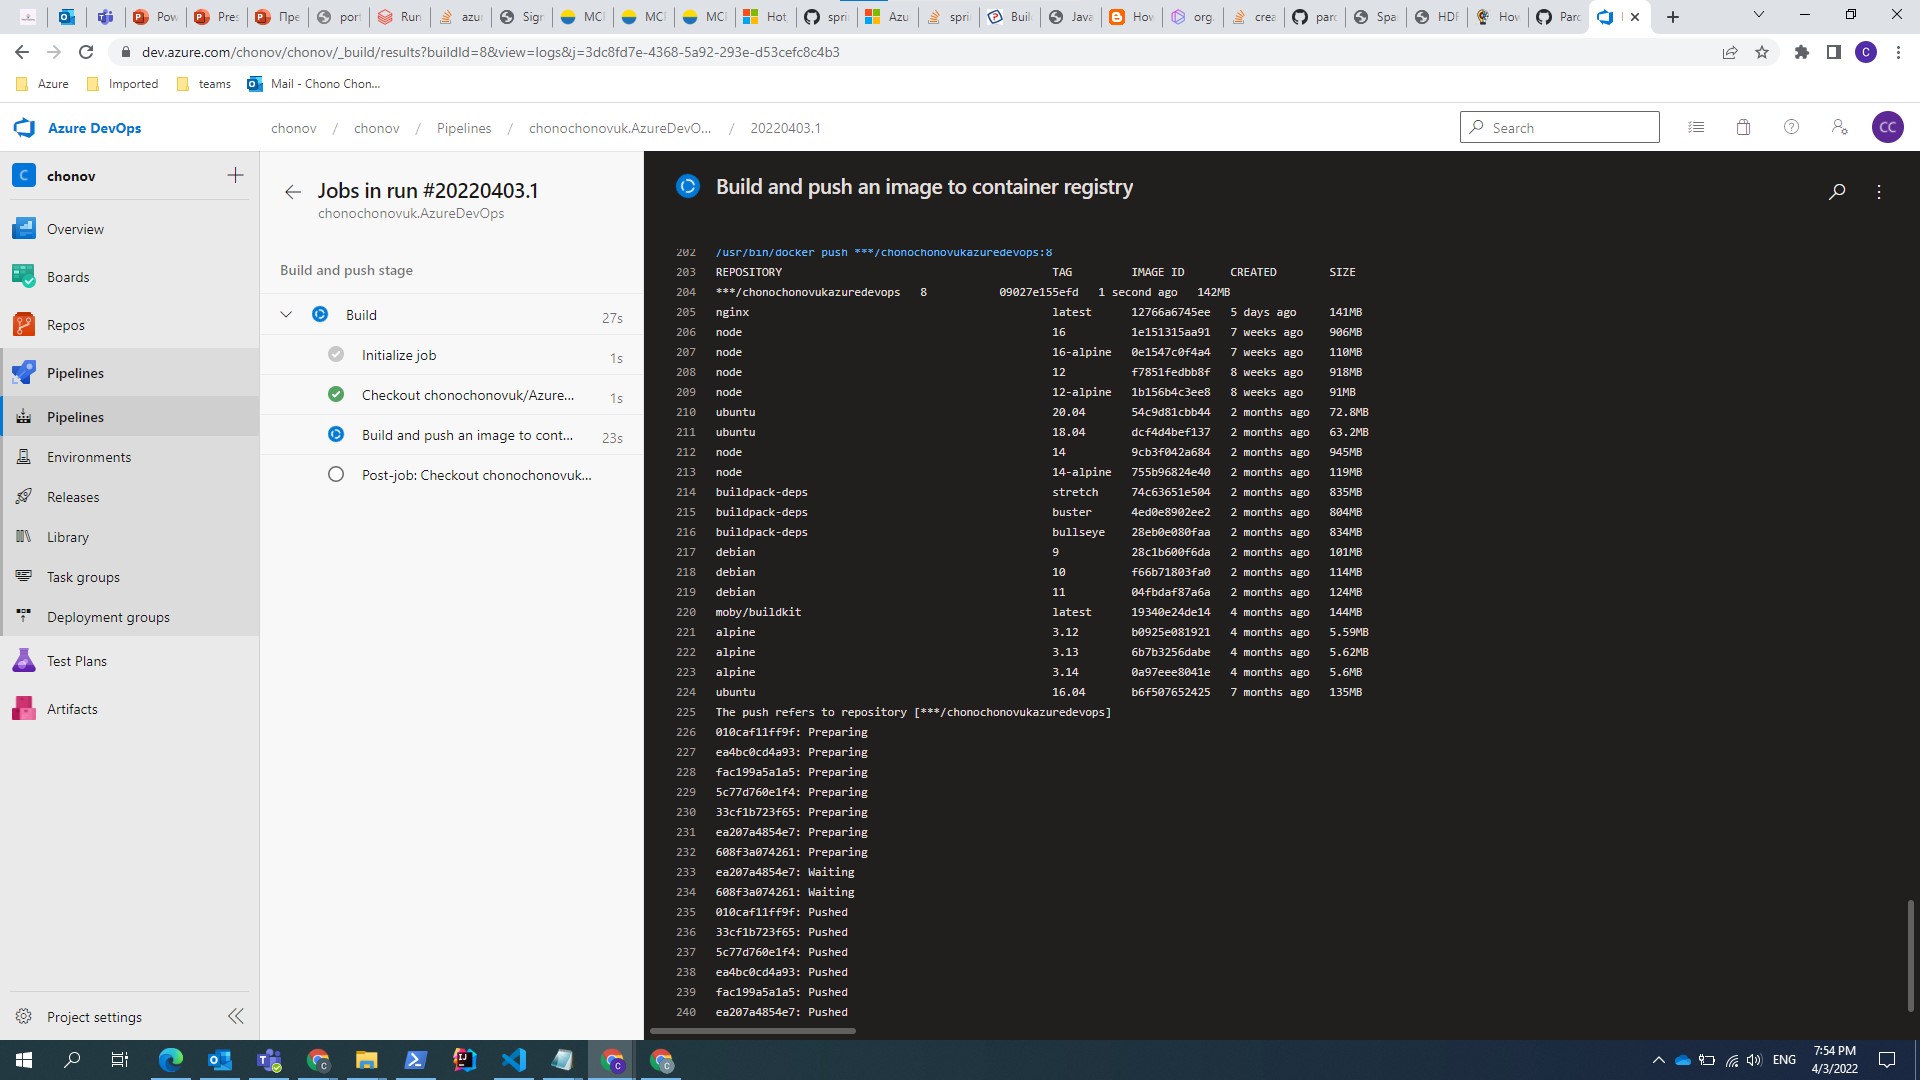 Pow
Pres
Пре
port
Run
azur
Sign
MCI
MCI
MCI
Hot
sprin
Azu
sprin
Buil
Java
How
org.
crea
parc
Spa
HDF
How
Parc
dev.azure.com/chonov/chonov/_build/results?buildId=8&view=logs&j=3dc8fd7e-4368-5a92-293e-d53cefc8c4b3
C
Azure
Imported
teams
Mail - Chono Chon...
Azure DevOps
chonov / chonov / Pipelines / chonochonovuk.AzureDevO... / 20220403.1
Search
CC
C chonov
Overview
Boards
Repos
Pipelines
Pipelines
Environments
Releases
Library
Task groups
Deployment groups
Test Plans
Artifacts
Project settings
Jobs in run #20220403.1
chonochonovuk.AzureDevOps
Build and push stage
Build 27s
Initialize job 1s
Checkout chonochonovuk/Azure... 1s
Build and push an image to cont... 23s
Post-job: Checkout chonochonovuk...
Build and push an image to container registry
202 /usr/bin/docker push ***/chonochonovukazuredevops:8
203 REPOSITORY TAG IMAGE ID CREATED SIZE
204 ***/chonochonovukazuredevops 8 09027e155efd 1 second ago 142MB
205 nginx latest 12766a6745ee 5 days ago 141MB
206 node 16 1e151315aa91 7 weeks ago 906MB
207 node 16-alpine 0e1547c0f4a4 7 weeks ago 110MB
208 node 12 f7851fedbb8f 8 weeks ago 918MB
209 node 12-alpine 1b156b4c3ee8 8 weeks ago 91MB
210 ubuntu 20.04 54c9d81cbb44 2 months ago 72.8MB
211 ubuntu 18.04 dcf4d4bef137 2 months ago 63.2MB
212 node 14 9cb3f042a684 2 months ago 945MB
213 node 14-alpine 755b96824e40 2 months ago 119MB
214 buildpack-deps stretch 74c63651e504 2 months ago 835MB
215 buildpack-deps buster 4ed0e8902ee2 2 months ago 804MB
216 buildpack-deps bullseye 28eb0e080faa 2 months ago 834MB
217 debian 9 28c1b600f6da 2 months ago 101MB
218 debian 10 f66b71803fa0 2 months ago 114MB
219 debian 11 04fbdaf87a6a 2 months ago 124MB
220 moby/buildkit latest 19340e24de14 4 months ago 144MB
221 alpine 3.12 b0925e081921 4 months ago 5.59MB
222 alpine 3.13 6b7b3256dabe 4 months ago 5.62MB
223 alpine 3.14 0a97eee8041e 4 months ago 5.6MB
224 ubuntu 16.04 b6f507652425 7 months ago 135MB
225 The push refers to repository [***/chonochonovukazuredevops]
226 010caf11ff9f: Preparing
227 ea4bc0cd4a93: Preparing
228 fac199a5a1a5: Preparing
229 5c77d760e1f4: Preparing
230 33cf1b723f65: Preparing
231 ea207a4854e7: Preparing
232 608f3a074261: Preparing
233 ea207a4854e7: Waiting
234 608f3a074261: Waiting
235 010caf11ff9f: Pushed
236 33cf1b723f65: Pushed
237 5c77d760e1f4: Pushed
238 ea4bc0cd4a93: Pushed
239 fac199a5a1a5: Pushed
240 ea207a4854e7: Pushed
ENG
7:54 PM
4/3/2022